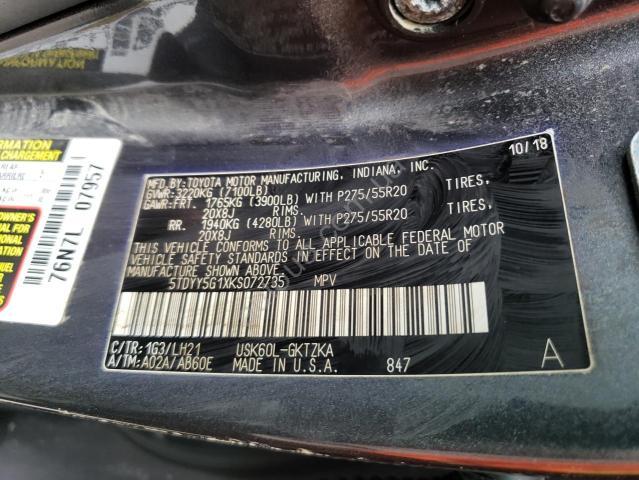 MFD.BY:TOYOTA MOTOR MANUFACTURING, INDIANA, INC. 10/18
GVWR:3220KG (7100LB)
GAWR:FRT. 1765KG (3900LB) WITH P275/55R20 TIRES,
20X8J RIMS.
RR. 1940KG (4280LB) WITH P275/55R20 TIRES,
20X8J RIMS.
THIS VEHICLE CONFORMS TO ALL APPLICABLE FEDERAL MOTOR
VEHICLE SAFETY STANDARDS IN EFFECT ON THE DATE OF
MANUFACTURE SHOWN ABOVE.
5TDYY5G1XKS072735 MPV
C/TR:1G3/LH21 USK60L-GKTZKA
A/TM:A02A/AB60E MADE IN U.S.A. 847 A
76N7L 07957
FORMATION
CHARGEMENT
OWNER'S